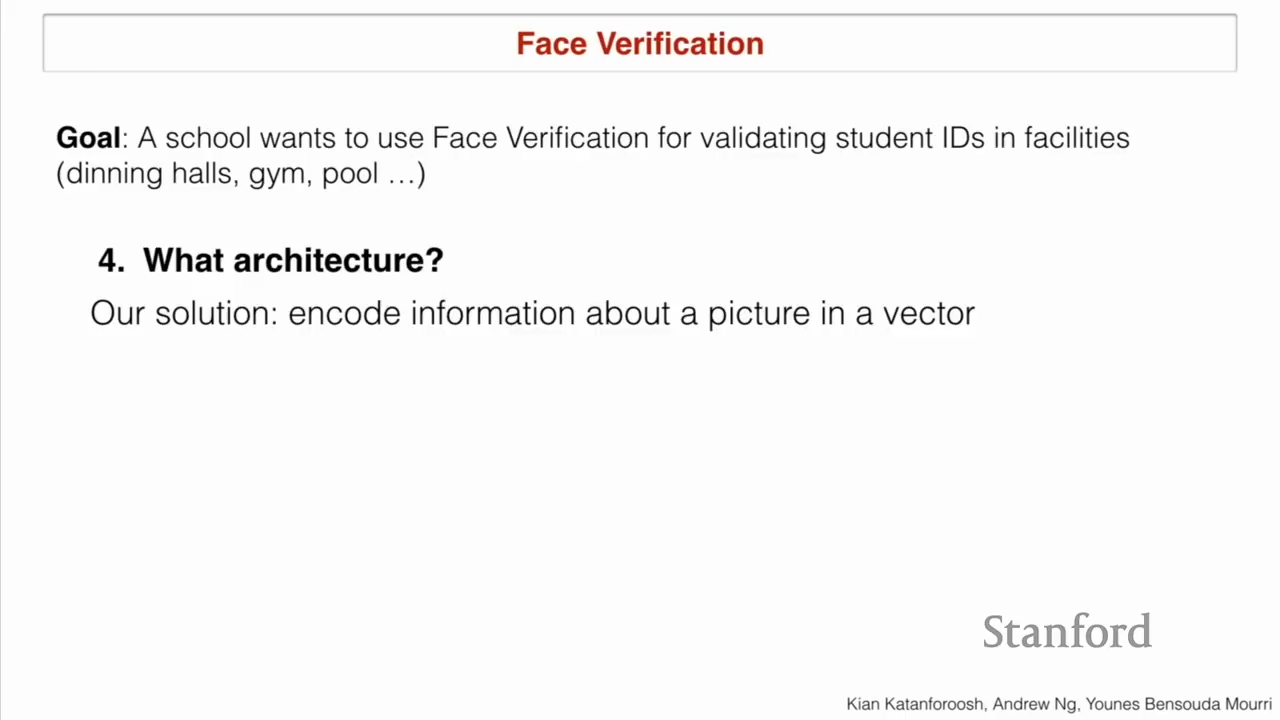 Face Verification
Goal: A school wants to use Face Verification for validating student IDs in facilities
(dinning halls, gym, pool …)
4. What architecture?
Our solution: encode information about a picture in a vector
Stanford
Kian Katanforoosh, Andrew Ng, Younes Bensouda Mourri